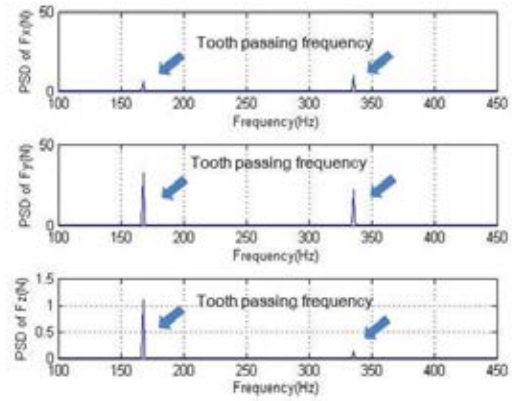 50
PSD of Fx(N)
Tooth passing frequency
0
100 150 200 250 300 350 400 450
Frequency(Hz)
50
PSD of Fy(N)
Tooth passing frequency
0
100 150 200 250 300 350 400 450
Frequency(Hz)
1.5
PSD of Fz(N)
Tooth passing frequency
1
0.5
0
100 150 200 250 300 350 400 450
Frequency(Hz)